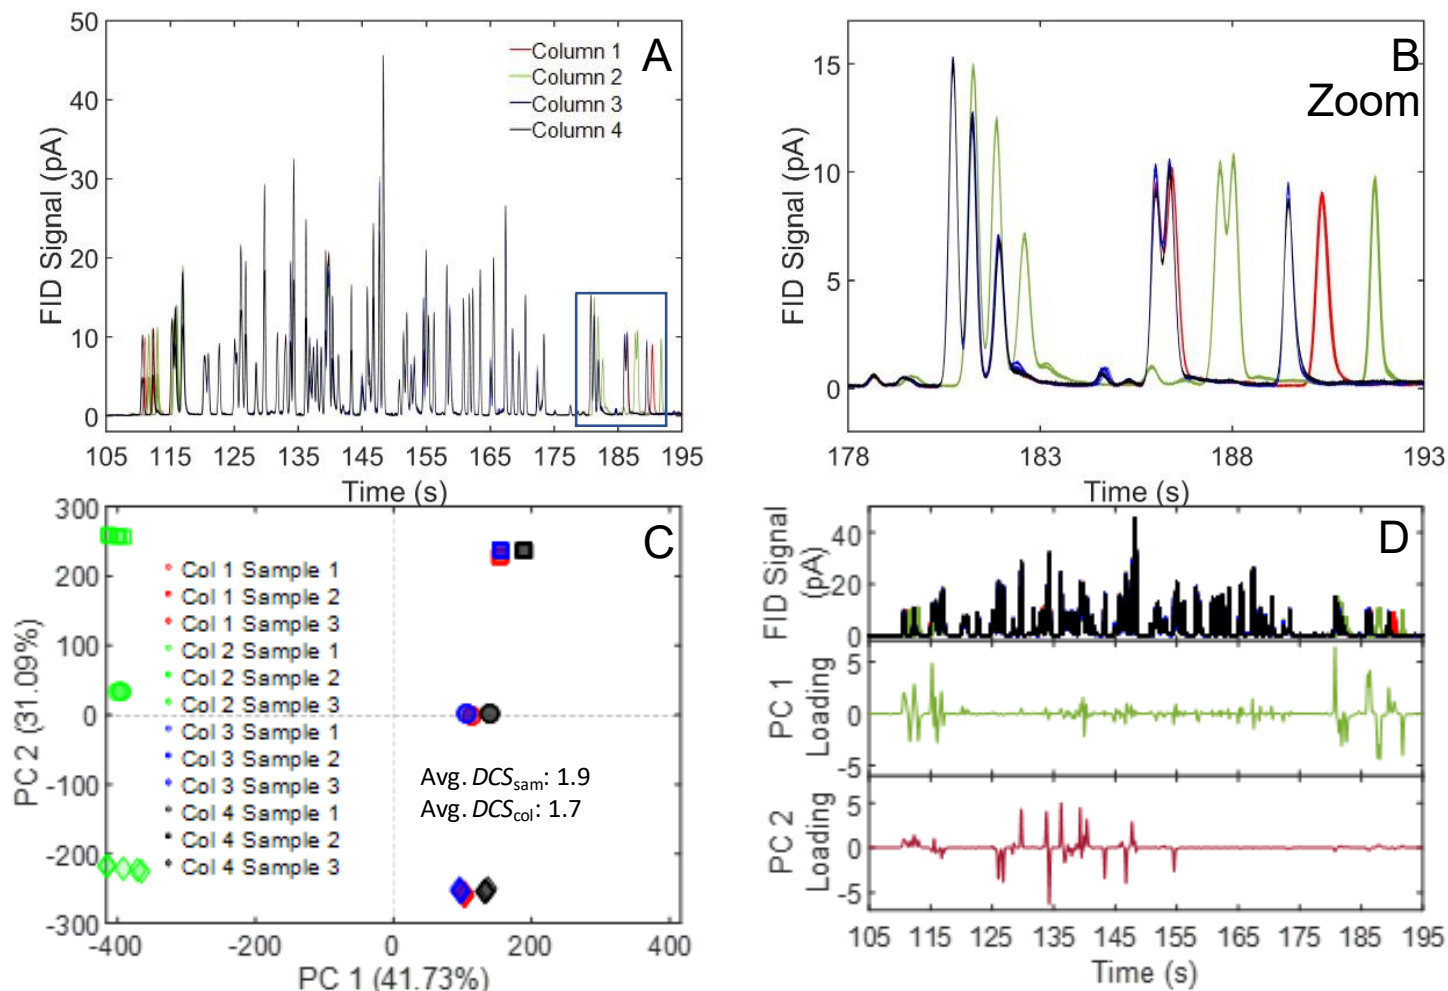 A
FID Signal (pA)
50
40
30
20
10
0
Column 1
Column 2
Column 3
Column 4
105 115 125 135 145 155 165 175 185 195
Time (s)
B
Zoom
FID Signal (pA)
15
10
5
0
178 183 188 193
Time (s)
C
PC 2 (31.09%)
300
200
100
0
-100
-200
-300
Col 1 Sample 1
Col 1 Sample 2
Col 1 Sample 3
Col 2 Sample 1
Col 2 Sample 2
Col 2 Sample 3
Col 3 Sample 1
Col 3 Sample 2
Col 3 Sample 3
Col 4 Sample 1
Col 4 Sample 2
Col 4 Sample 3
Avg. DCSsam: 1.9
Avg. DCScol: 1.7
-400 -200 0 200 400
PC 1 (41.73%)
D
FID Signal
(pA)
40
20
0
PC 1
Loading
5
0
-5
PC 2
Loading
5
0
-5
105 115 125 135 145 155 165 175 185 195
Time (s)